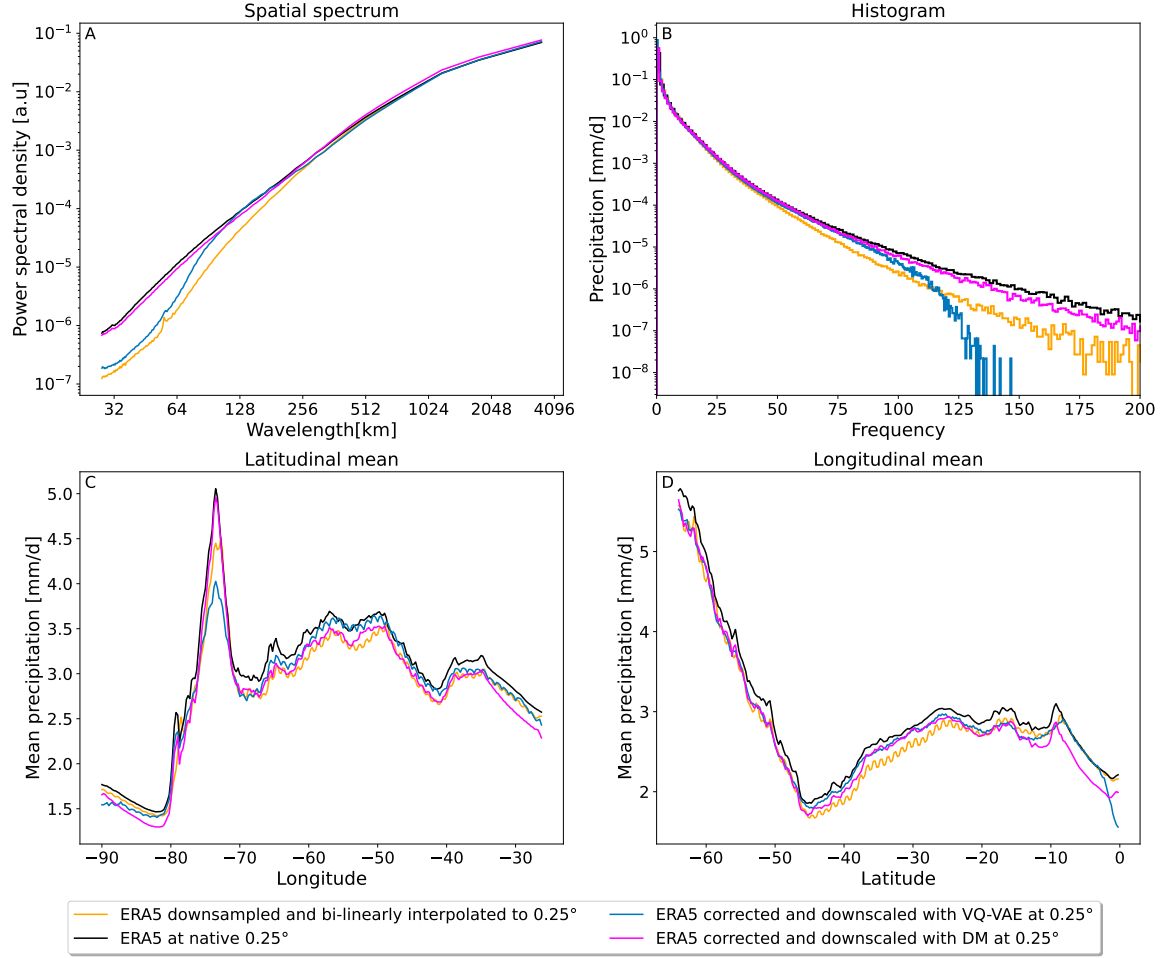 Spatial spectrum
A
Power spectral density [a.u]
10⁻¹
10⁻²
10⁻³
10⁻⁴
10⁻⁵
10⁻⁶
10⁻⁷
32 64 128 256 512 1024 2048 4096
Wavelength[km]
Histogram
B
Precipitation [mm/d]
10⁰
10⁻¹
10⁻²
10⁻³
10⁻⁴
10⁻⁵
10⁻⁶
10⁻⁷
10⁻⁸
0 25 50 75 100 125 150 175 200
Frequency
Latitudinal mean
C
Mean precipitation [mm/d]
5.0
4.5
4.0
3.5
3.0
2.5
2.0
1.5
−90 −80 −70 −60 −50 −40 −30
Longitude
Longitudinal mean
D
Mean precipitation [mm/d]
5
4
3
2
−60 −50 −40 −30 −20 −10 0
Latitude
ERA5 downsampled and bi-linearly interpolated to 0.25°
ERA5 at native 0.25°
ERA5 corrected and downscaled with VQ-VAE at 0.25°
ERA5 corrected and downscaled with DM at 0.25°